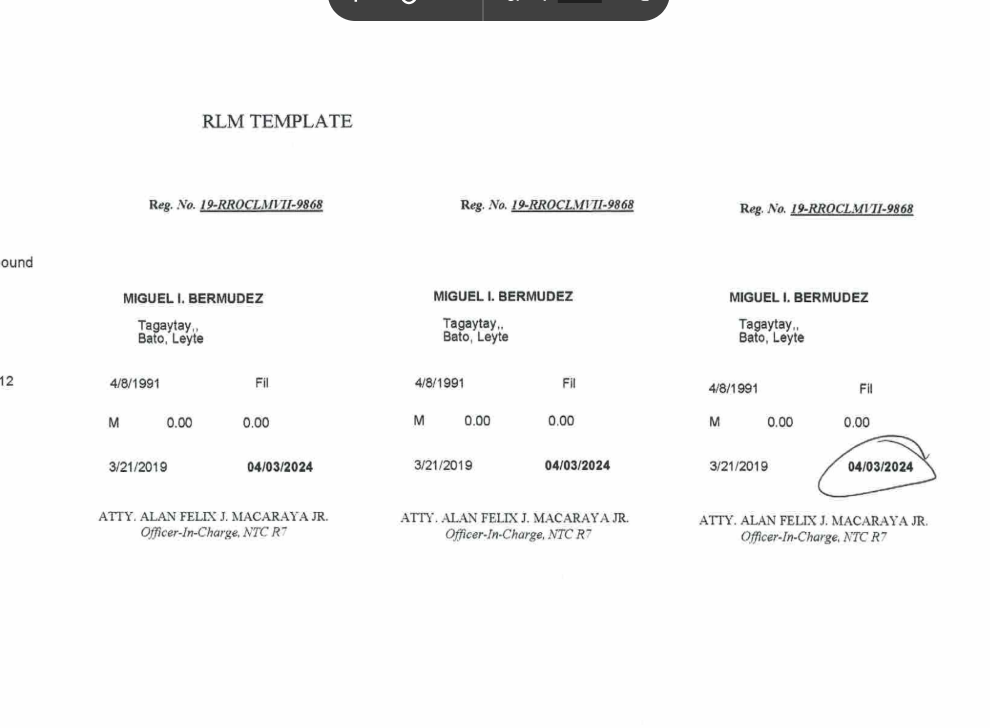 RLM TEMPLATE
Reg. No. 19-RROCLMVII-9868
Reg. No. 19-RROCLMVII-9868
Reg. No. 19-RROCLMVII-9868
ound
MIGUEL I. BERMUDEZ
MIGUEL I. BERMUDEZ
MIGUEL I. BERMUDEZ
Tagaytay,,
Bato, Leyte
Tagaytay,,
Bato, Leyte
Tagaytay,,
Bato, Leyte
12
4/8/1991 Fil
4/8/1991 Fil
4/8/1991 Fil
M 0.00 0.00
M 0.00 0.00
M 0.00 0.00
3/21/2019 04/03/2024
3/21/2019 04/03/2024
3/21/2019 04/03/2024
ATTY. ALAN FELIX J. MACARAYA JR.
Officer-In-Charge, NTC R7
ATTY. ALAN FELIX J. MACARAYA JR.
Officer-In-Charge, NTC R7
ATTY. ALAN FELIX J. MACARAYA JR.
Officer-In-Charge, NTC R7